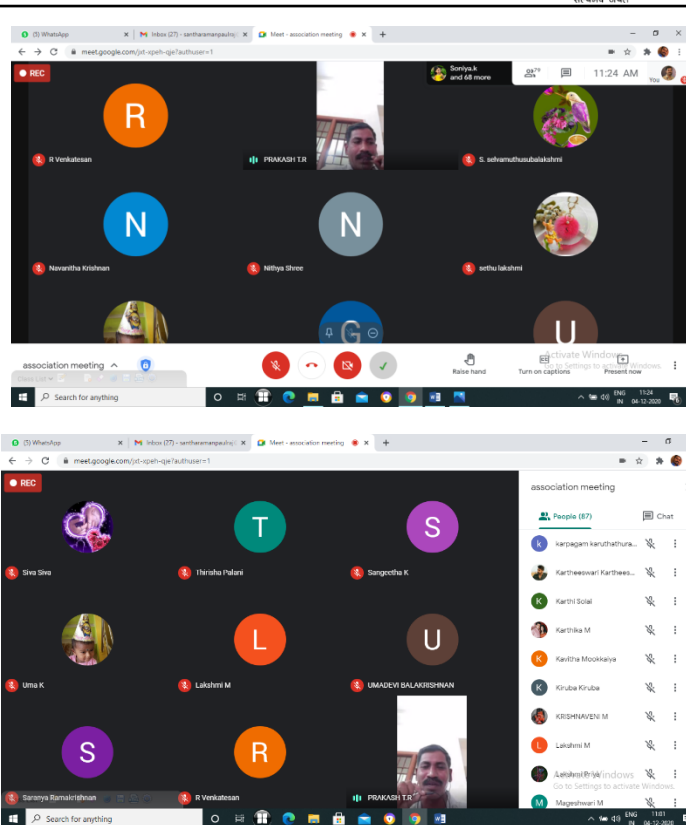 (5) WhatsApp
Inbox (27) - santharamanpaulraj
Meet - association meeting
meet.google.com/jxt-xpeh-qje?authuser=1
REC
Soniya.k
and 68 more
79
11:24 AM
You
R
R Venkatesan
PRAKASH T.R
S. selvamuthusubalakshmi
N
N
Navanitha Krishnan
Nithya Shree
sethu lakshmi
G
U
association meeting
Raise hand
Turn on captions
Present now
Activate Windows
Go to Settings to activate Windows.
Search for anything
ENG
IN
11:24
04-12-2020
(5) WhatsApp
Inbox (27) - santharamanpaulraj
Meet - association meeting
meet.google.com/jxt-xpeh-qje?authuser=1
REC
T
S
Siva Siva
Thirisha Palani
Sangeetha K
L
U
Uma K
Lakshmi M
UMADEVI BALAKRISHNAN
S
R
Saranya Ramakrishnan
R Venkatesan
PRAKASH T.R
association meeting
People (87)
Chat
k
karpagam karuthathura...
Kartheeswari Karthees...
K
Karthi Solai
Karthika M
K
Kavitha Mookkaiya
K
Kiruba Kiruba
KRISHNAVENI M
L
Lakshmi M
Lakshmi Priya
M
Mageshwari M
Activate Windows
Go to Settings to activate Windows.
Search for anything
ENG
IN
11:01
04-12-2020